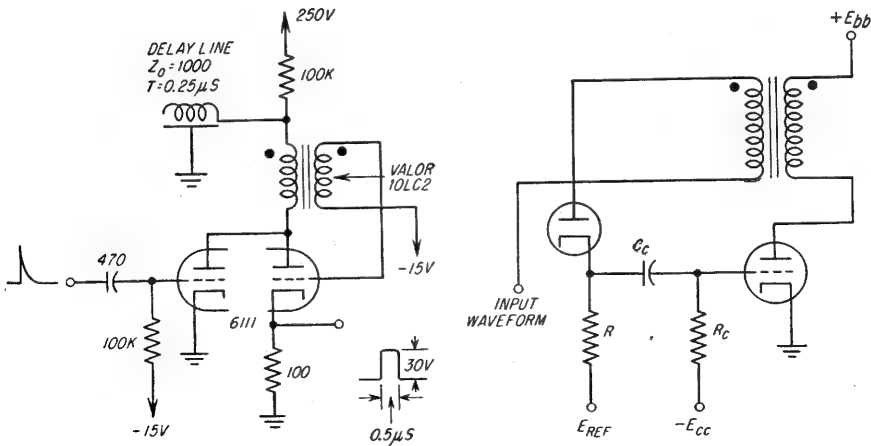 250V
DELAY LINE
Z₀=1000
T=0.25µS
100K
VALOR
10LC2
-15V
470
6111
100K
-15V
100
30V
0.5µS
+Ebb
INPUT
WAVEFORM
Cc
R
Rc
EREF
-Ecc